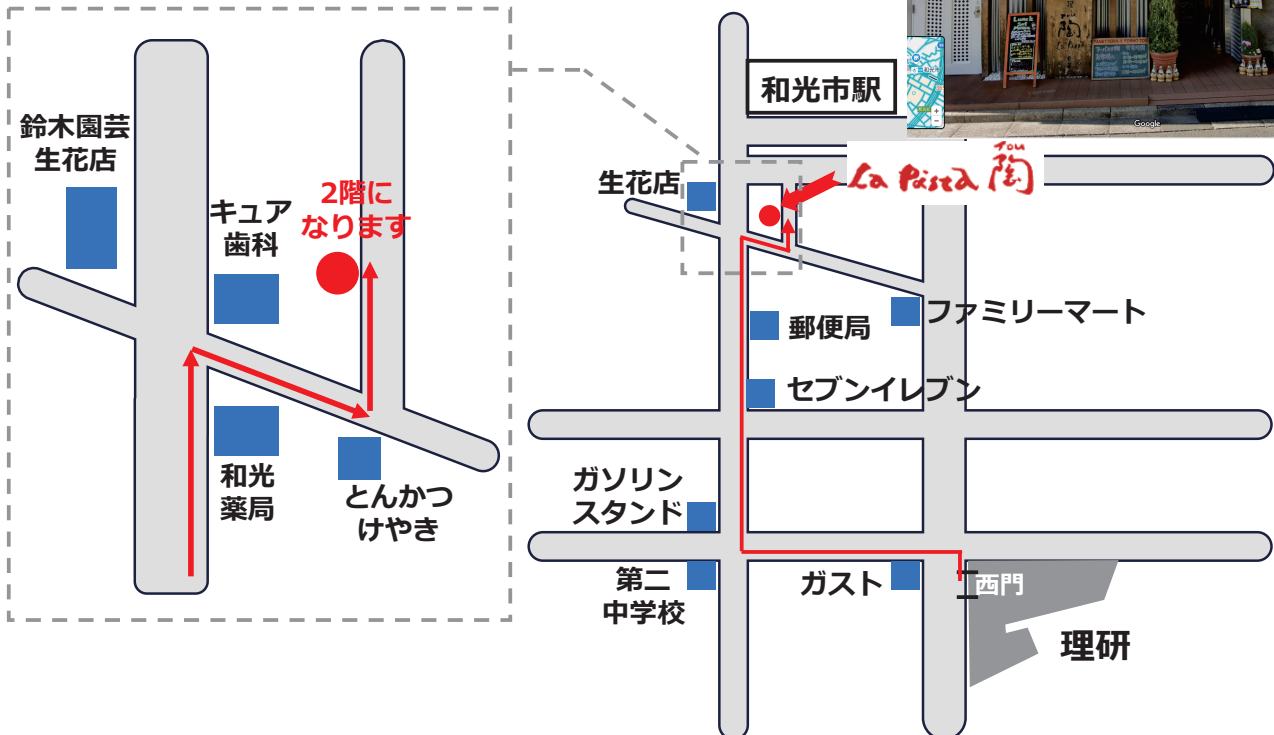 鈴木園芸
生花店
キュア
歯科
2階に
なります
和光
薬局
とんかつ
けやき
和光市駅
Google
La Pasta 陶
Tou
生花店
郵便局
ファミリーマート
セブンイレブン
ガソリン
スタンド
第二
中学校
ガスト
西門
理研